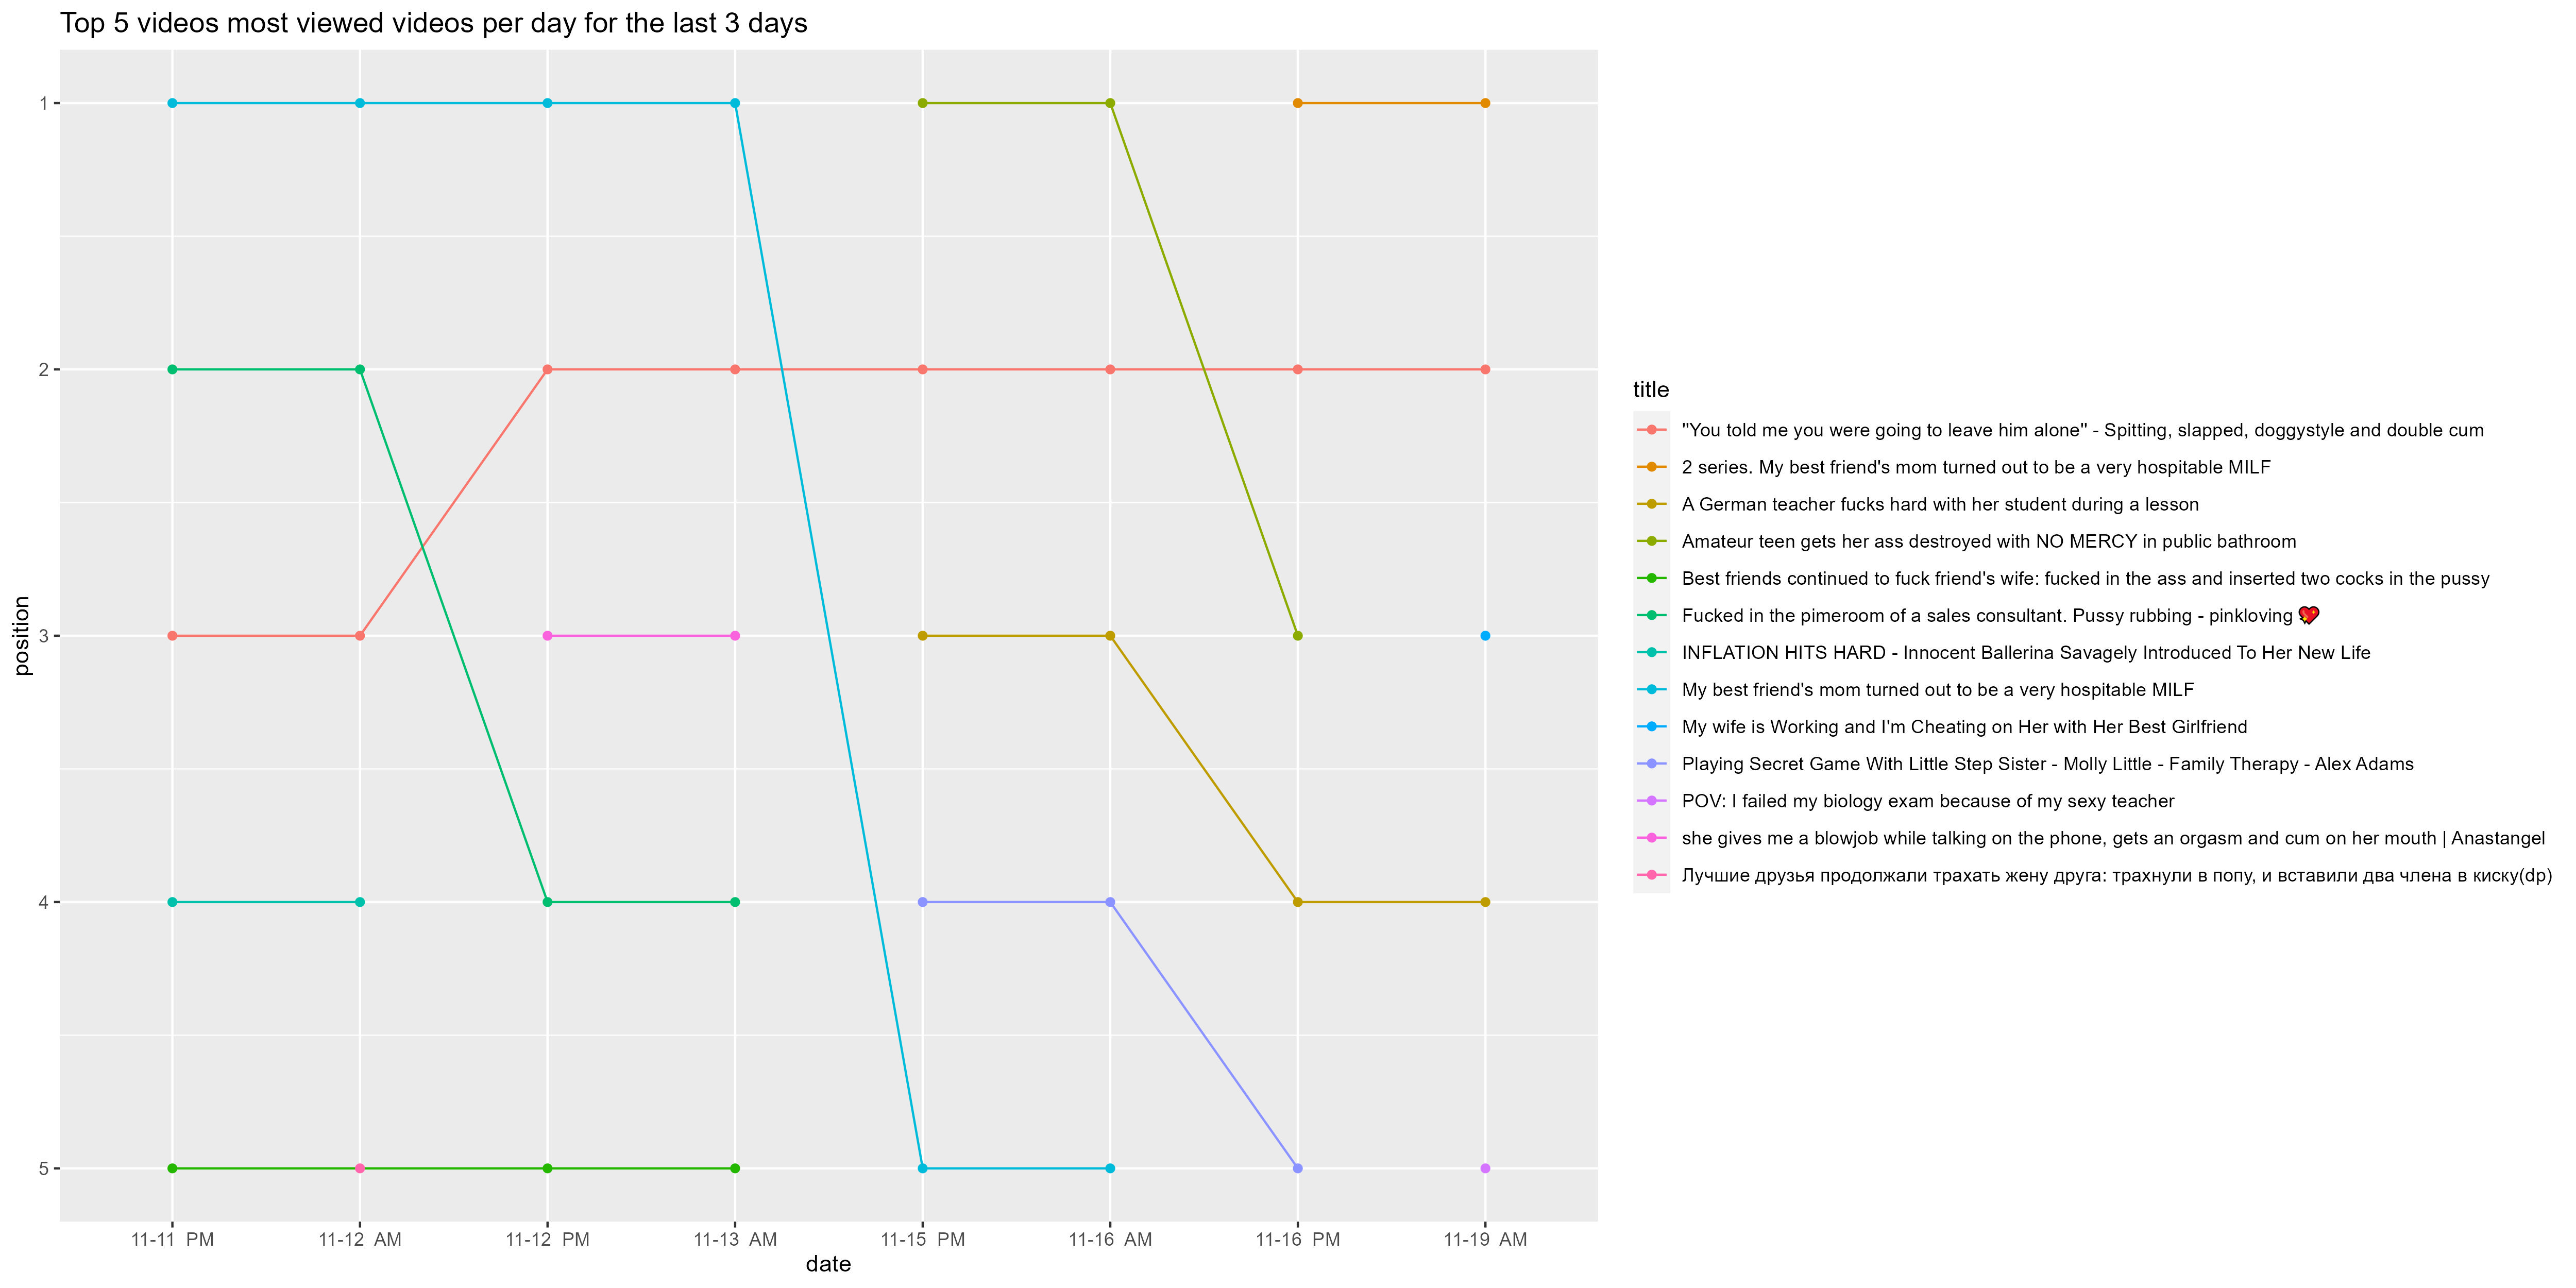 Top 5 videos most viewed videos per day for the last 3 days
position
1
2
3
4
5
11-11 PM
11-12 AM
11-12 PM
11-13 AM
11-15 PM
11-16 AM
11-16 PM
11-19 AM
date
title
"You told me you were going to leave him alone" - Spitting, slapped, doggystyle and double cum
2 series. My best friend's mom turned out to be a very hospitable MILF
A German teacher fucks hard with her student during a lesson
Amateur teen gets her ass destroyed with NO MERCY in public bathroom
Best friends continued to fuck friend's wife: fucked in the ass and inserted two cocks in the pussy
Fucked in the pimeroom of a sales consultant. Pussy rubbing - pinkloving 💖
INFLATION HITS HARD - Innocent Ballerina Savagely Introduced To Her New Life
My best friend's mom turned out to be a very hospitable MILF
My wife is Working and I'm Cheating on Her with Her Best Girlfriend
Playing Secret Game With Little Step Sister - Molly Little - Family Therapy - Alex Adams
POV: I failed my biology exam because of my sexy teacher
she gives me a blowjob while talking on the phone, gets an orgasm and cum on her mouth | Anastangel
Лучшие друзья продолжали трахать жену друга: трахнули в попу, и вставили два члена в киску(dp)